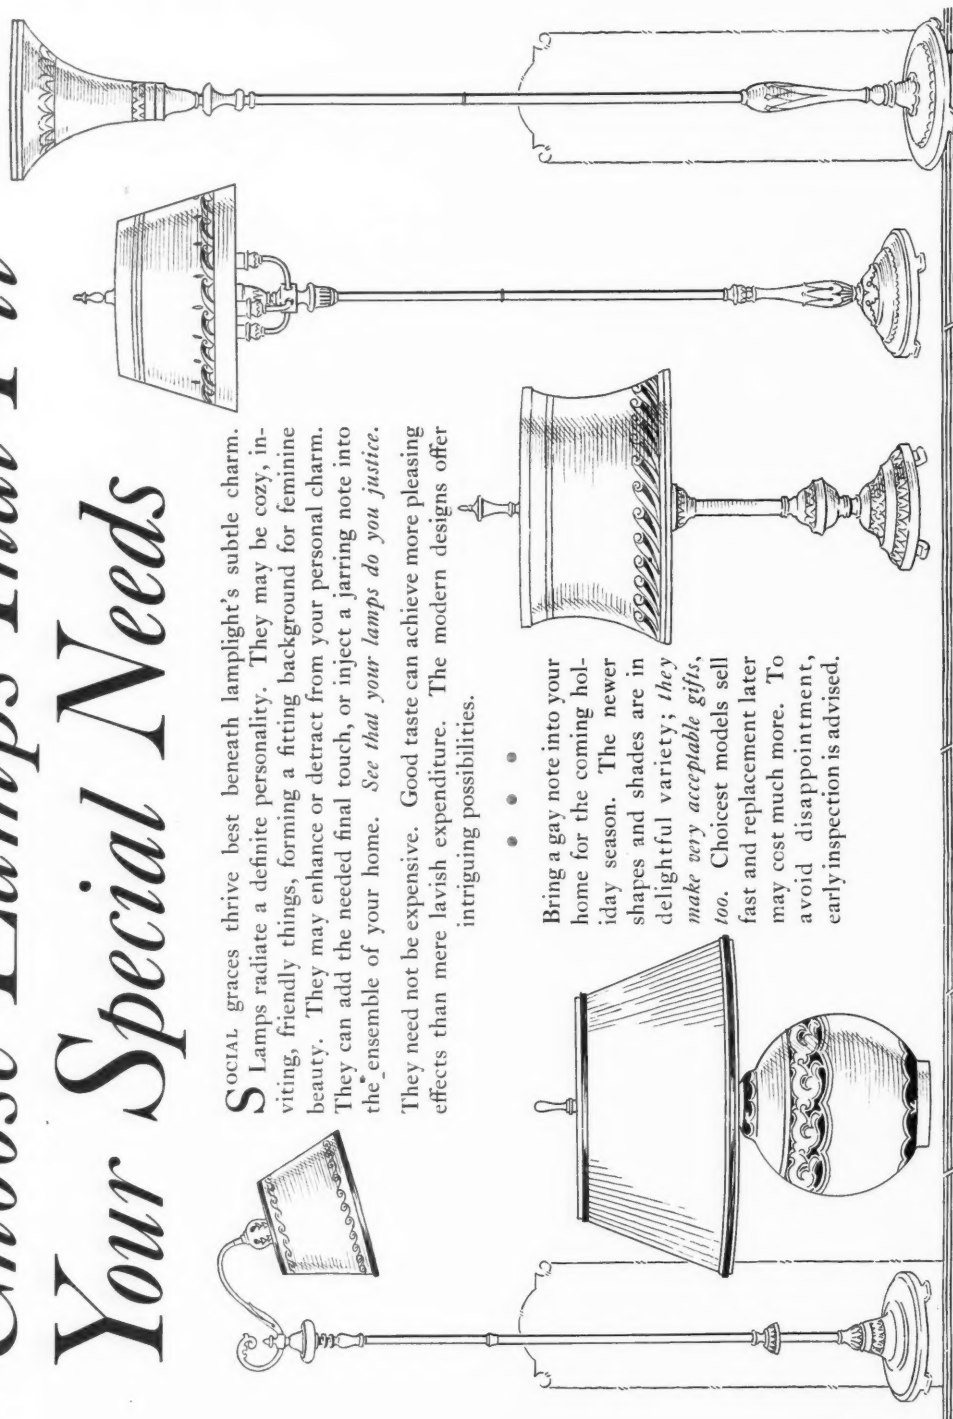 Choose Lamps That Fit
Your Special Needs
SOCIAL graces thrive best beneath lamplight's subtle charm.
Lamps radiate a definite personality. They may be cozy, in-
viting, friendly things, forming a fitting background for feminine
beauty. They may enhance or detract from your personal charm.
They can add the needed final touch, or inject a jarring note into
the ensemble of your home. See that your lamps do you justice.
They need not be expensive. Good taste can achieve more pleasing
effects than mere lavish expenditure. The modern designs offer
intriguing possibilities.
Bring a gay note into your
home for the coming hol-
iday season. The newer
shapes and shades are in
delightful variety; they
make very acceptable gifts,
too. Choicest models sell
fast and replacement later
may cost much more. To
avoid disappointment,
early inspection is advised.